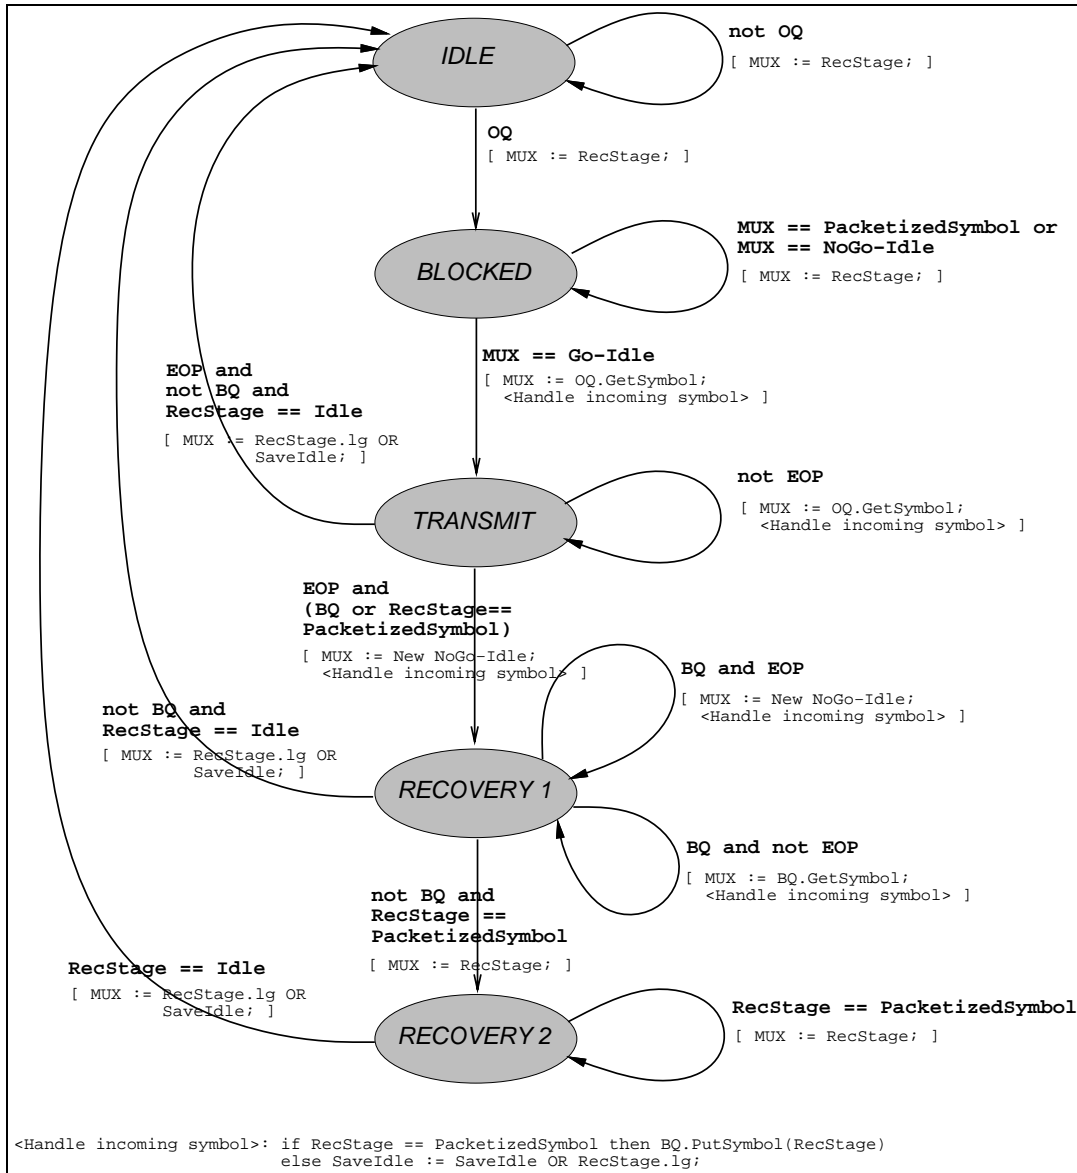 IDLE
not OQ
[ MUX := RecStage; ]
OQ
[ MUX := RecStage; ]
BLOCKED
MUX == PacketizedSymbol or
MUX == NoGo-Idle
[ MUX := RecStage; ]
MUX == Go-Idle
[ MUX := OQ.GetSymbol;
<Handle incoming symbol> ]
EOP and
not BQ and
RecStage == Idle
[ MUX := RecStage.lg OR
SaveIdle; ]
TRANSMIT
not EOP
[ MUX := OQ.GetSymbol;
<Handle incoming symbol> ]
EOP and
(BQ or RecStage==
PacketizedSymbol)
[ MUX := New NoGo-Idle;
<Handle incoming symbol> ]
BQ and EOP
[ MUX := New NoGo-Idle;
<Handle incoming symbol> ]
not BQ and
RecStage == Idle
[ MUX := RecStage.lg OR
SaveIdle; ]
RECOVERY 1
BQ and not EOP
[ MUX := BQ.GetSymbol;
<Handle incoming symbol> ]
not BQ and
RecStage ==
PacketizedSymbol
[ MUX := RecStage; ]
RecStage == Idle
[ MUX := RecStage.lg OR
SaveIdle; ]
RECOVERY 2
RecStage == PacketizedSymbol
[ MUX := RecStage; ]
<Handle incoming symbol>: if RecStage == PacketizedSymbol then BQ.PutSymbol(RecStage)
else SaveIdle := SaveIdle OR RecStage.lg;